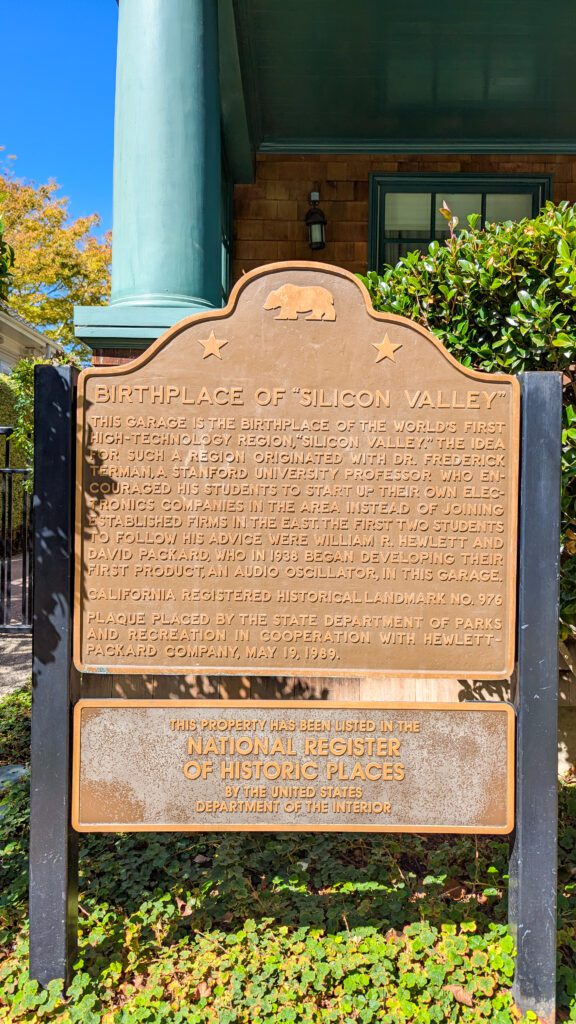 BIRTHPLACE OF "SILICON VALLEY"
THIS GARAGE IS THE BIRTHPLACE OF THE WORLD'S FIRST
HIGH-TECHNOLOGY REGION, "SILICON VALLEY." THE IDEA
FOR SUCH A REGION ORIGINATED WITH DR. FREDERICK
TERMAN, A STANFORD UNIVERSITY PROFESSOR WHO EN-
COURAGED HIS STUDENTS TO START UP THEIR OWN ELEC-
TRONICS COMPANIES IN THE AREA INSTEAD OF JOINING
ESTABLISHED FIRMS IN THE EAST. THE FIRST TWO STUDENTS
TO FOLLOW HIS ADVICE WERE WILLIAM R. HEWLETT AND
DAVID PACKARD, WHO IN 1938 BEGAN DEVELOPING THEIR
FIRST PRODUCT, AN AUDIO OSCILLATOR, IN THIS GARAGE.
CALIFORNIA REGISTERED HISTORICAL LANDMARK NO. 976
PLAQUE PLACED BY THE STATE DEPARTMENT OF PARKS
AND RECREATION IN COOPERATION WITH HEWLETT-
PACKARD COMPANY, MAY 19, 1989.
THIS PROPERTY HAS BEEN LISTED IN THE
NATIONAL REGISTER
OF HISTORIC PLACES
BY THE UNITED STATES
DEPARTMENT OF THE INTERIOR